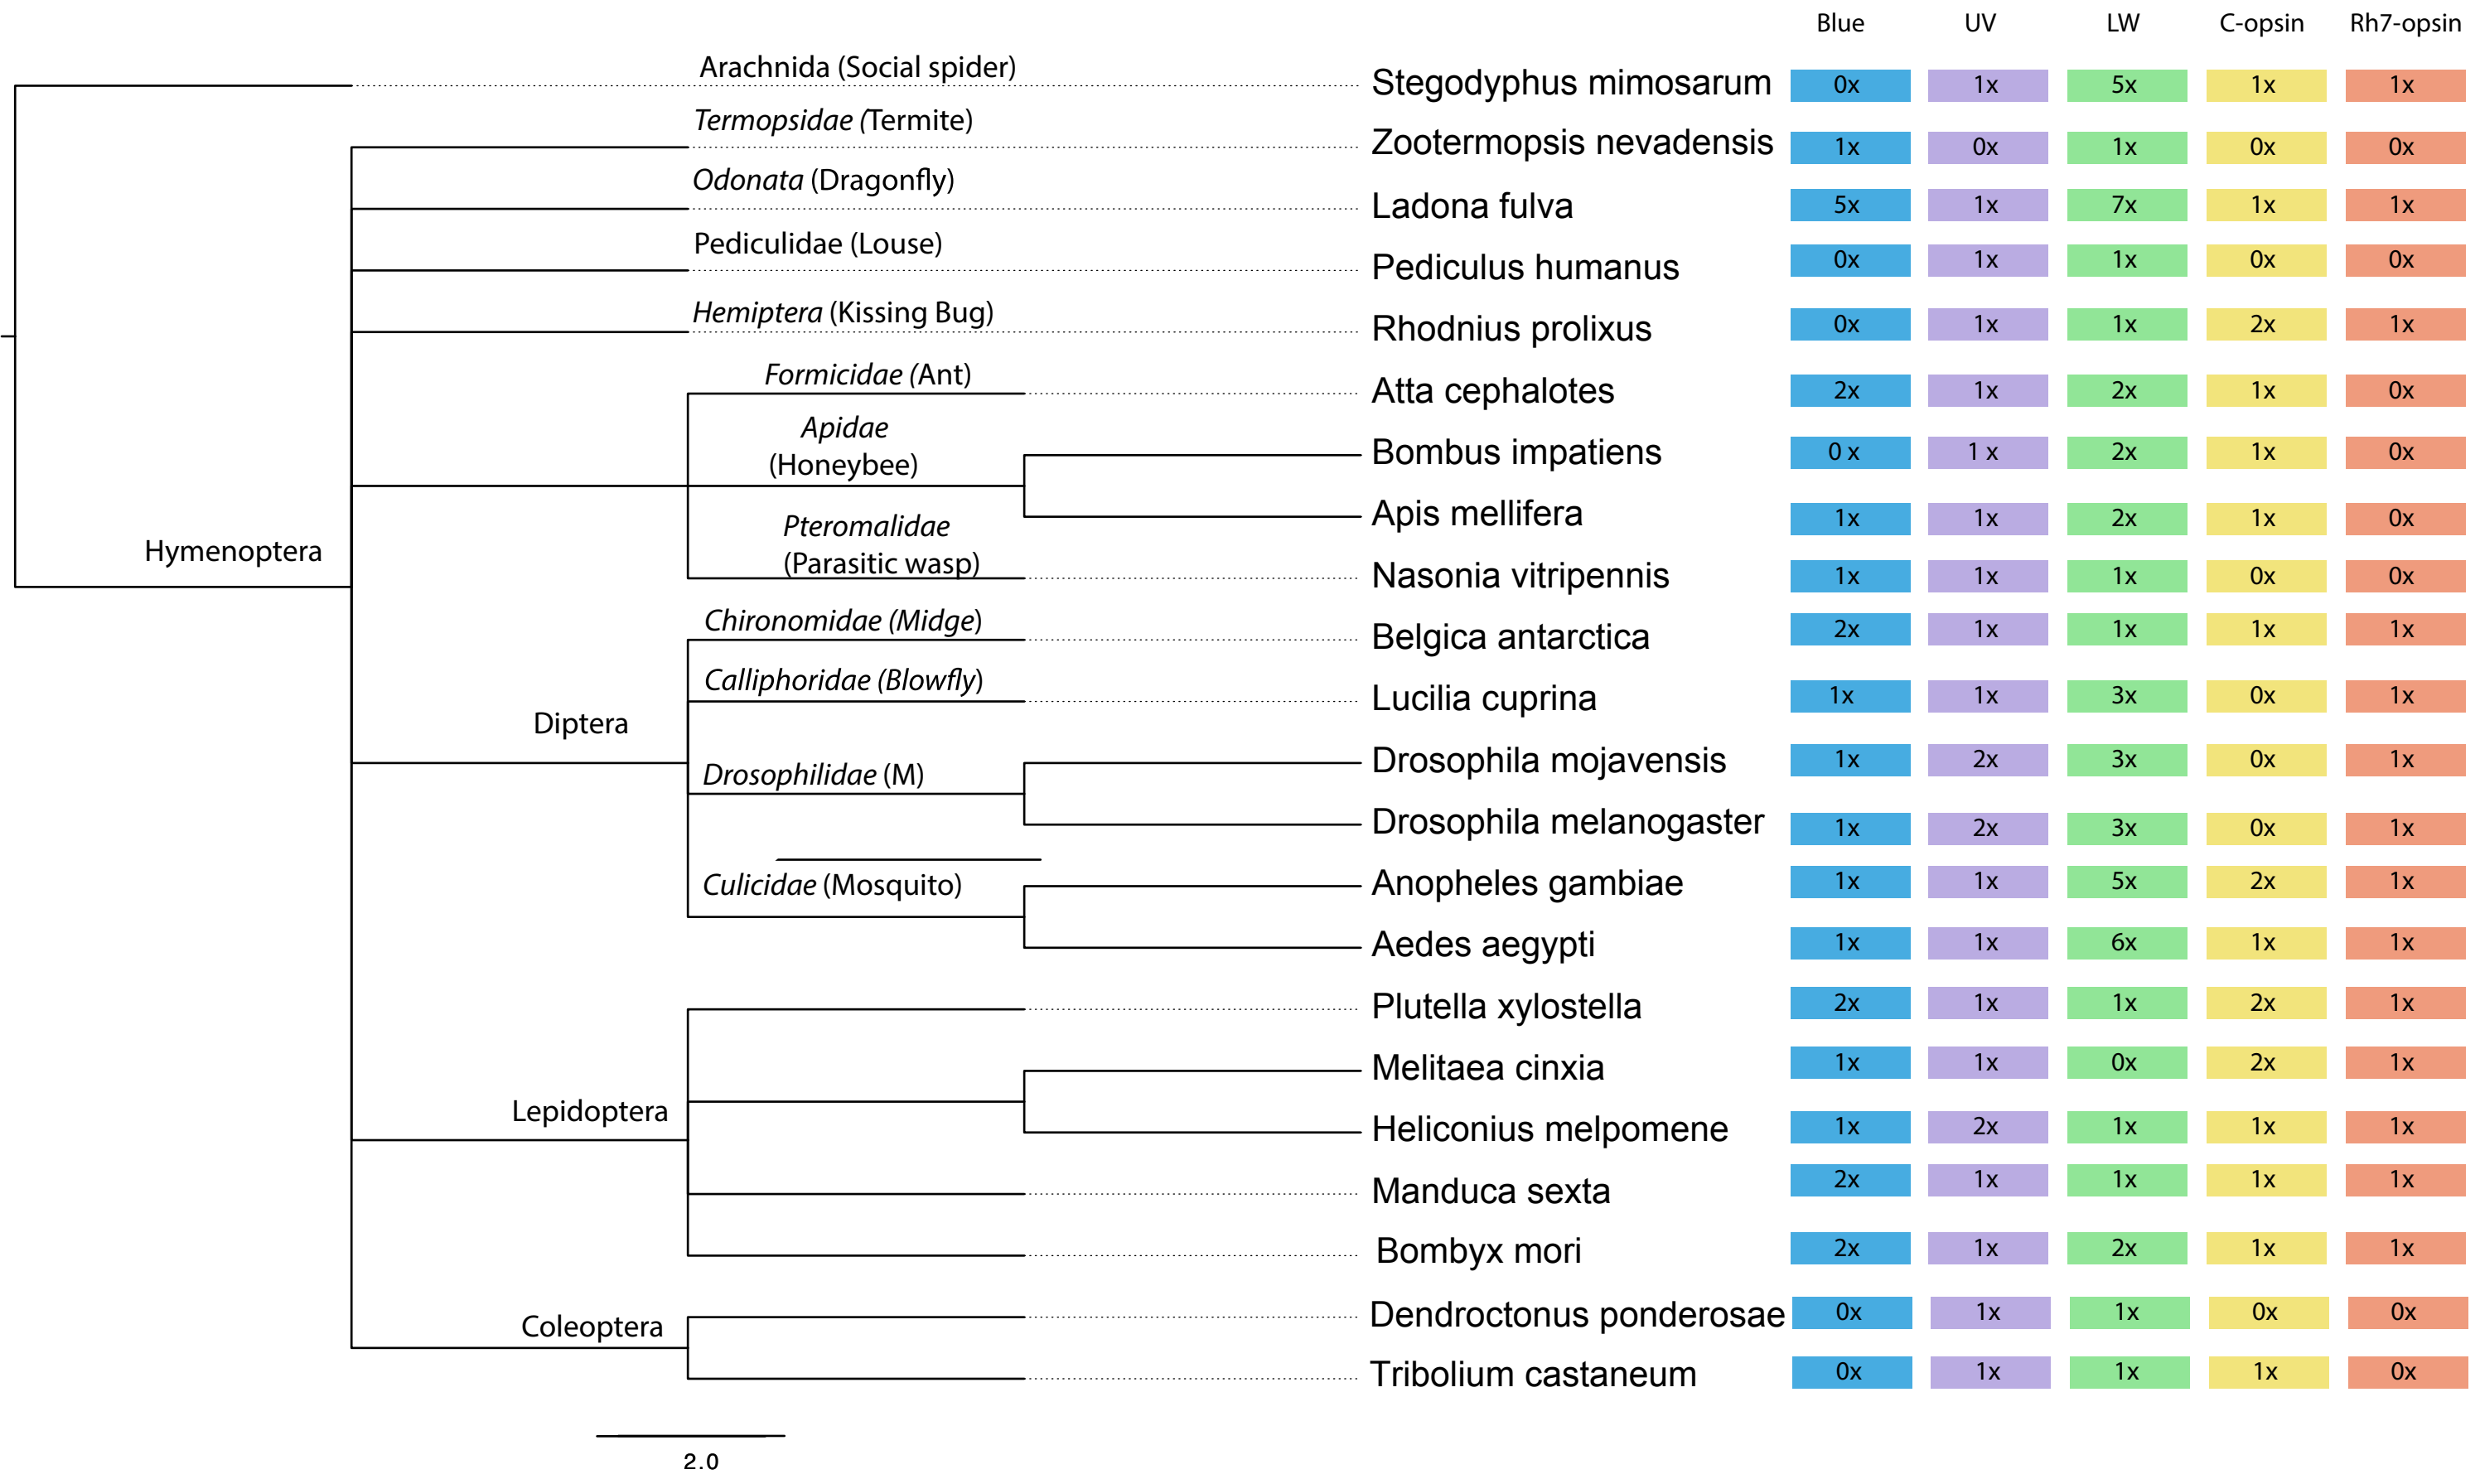 Blue UV LW C-opsin Rh7-opsin
Arachnida (Social spider) Stegodyphus mimosarum 0x 1x 5x 1x 1x
Termopsidae (Termite) Zootermopsis nevadensis 1x 0x 1x 0x 0x
Odonata (Dragonfly) Ladona fulva 5x 1x 7x 1x 1x
Pediculidae (Louse) Pediculus humanus 0x 1x 1x 0x 0x
Hemiptera (Kissing Bug) Rhodnius prolixus 0x 1x 1x 2x 1x
Formicidae (Ant) Atta cephalotes 2x 1x 2x 1x 0x
Apidae
(Honeybee) Bombus impatiens 0 x 1 x 2x 1x 0x
Apis mellifera 1x 1x 2x 1x 0x
Pteromalidae
Hymenoptera (Parasitic wasp) Nasonia vitripennis 1x 1x 1x 0x 0x
Chironomidae (Midge) Belgica antarctica 2x 1x 1x 1x 1x
Calliphoridae (Blowfly) Lucilia cuprina 1x 1x 3x 0x 1x
Diptera
Drosophilidae (M) Drosophila mojavensis 1x 2x 3x 0x 1x
Drosophila melanogaster 1x 2x 3x 0x 1x
Culicidae (Mosquito) Anopheles gambiae 1x 1x 5x 2x 1x
Aedes aegypti 1x 1x 6x 1x 1x
Plutella xylostella 2x 1x 1x 2x 1x
Melitaea cinxia 1x 1x 0x 2x 1x
Lepidoptera Heliconius melpomene 1x 2x 1x 1x 1x
Manduca sexta 2x 1x 1x 1x 1x
Bombyx mori 2x 1x 2x 1x 1x
Coleoptera Dendroctonus ponderosae 0x 1x 1x 0x 0x
Tribolium castaneum 0x 1x 1x 1x 0x
2.0